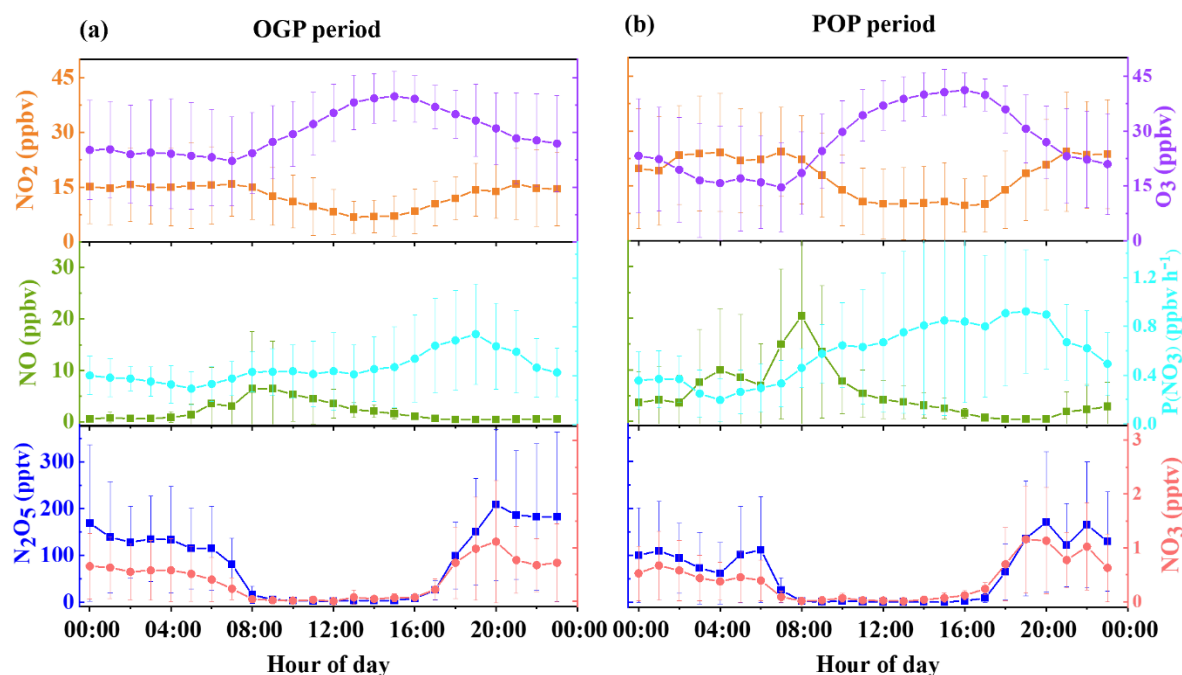 (a) OGP period
(b) POP period
NO₂ (ppbv)
45
30
15
0
45
30
15
0
O₃ (ppbv)
NO (ppbv)
30
20
10
0
1.2
0.8
0.4
0.0
P(NO₃) (ppbv h⁻¹)
N₂O₅ (pptv)
300
200
100
0
3
2
1
0
NO₃ (pptv)
00:00 04:00 08:00 12:00 16:00 20:00 00:00
00:00 04:00 08:00 12:00 16:00 20:00 00:00
Hour of day
Hour of day